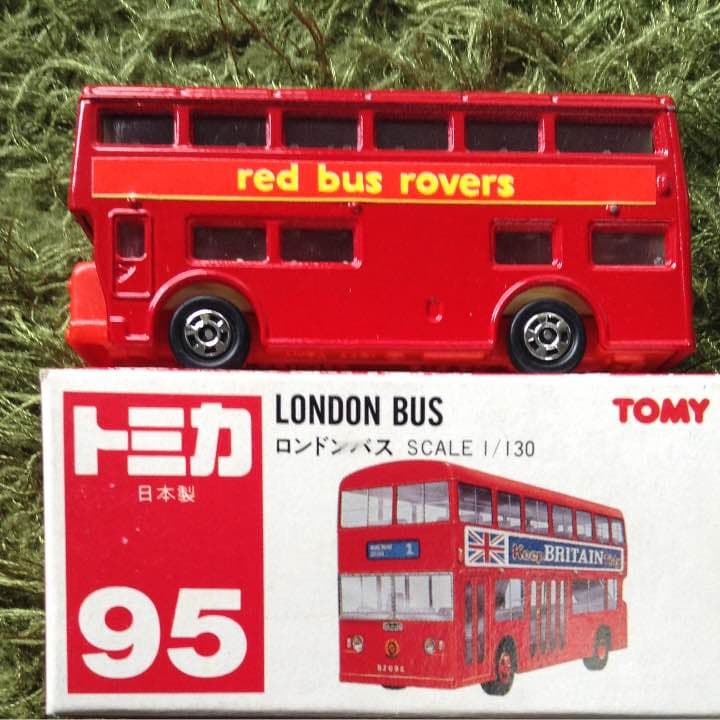 red bus rovers
トミカ
日本製
95
LONDON BUS
ロンドンバス SCALE 1/130
TOMY
1
Keep BRITAIN